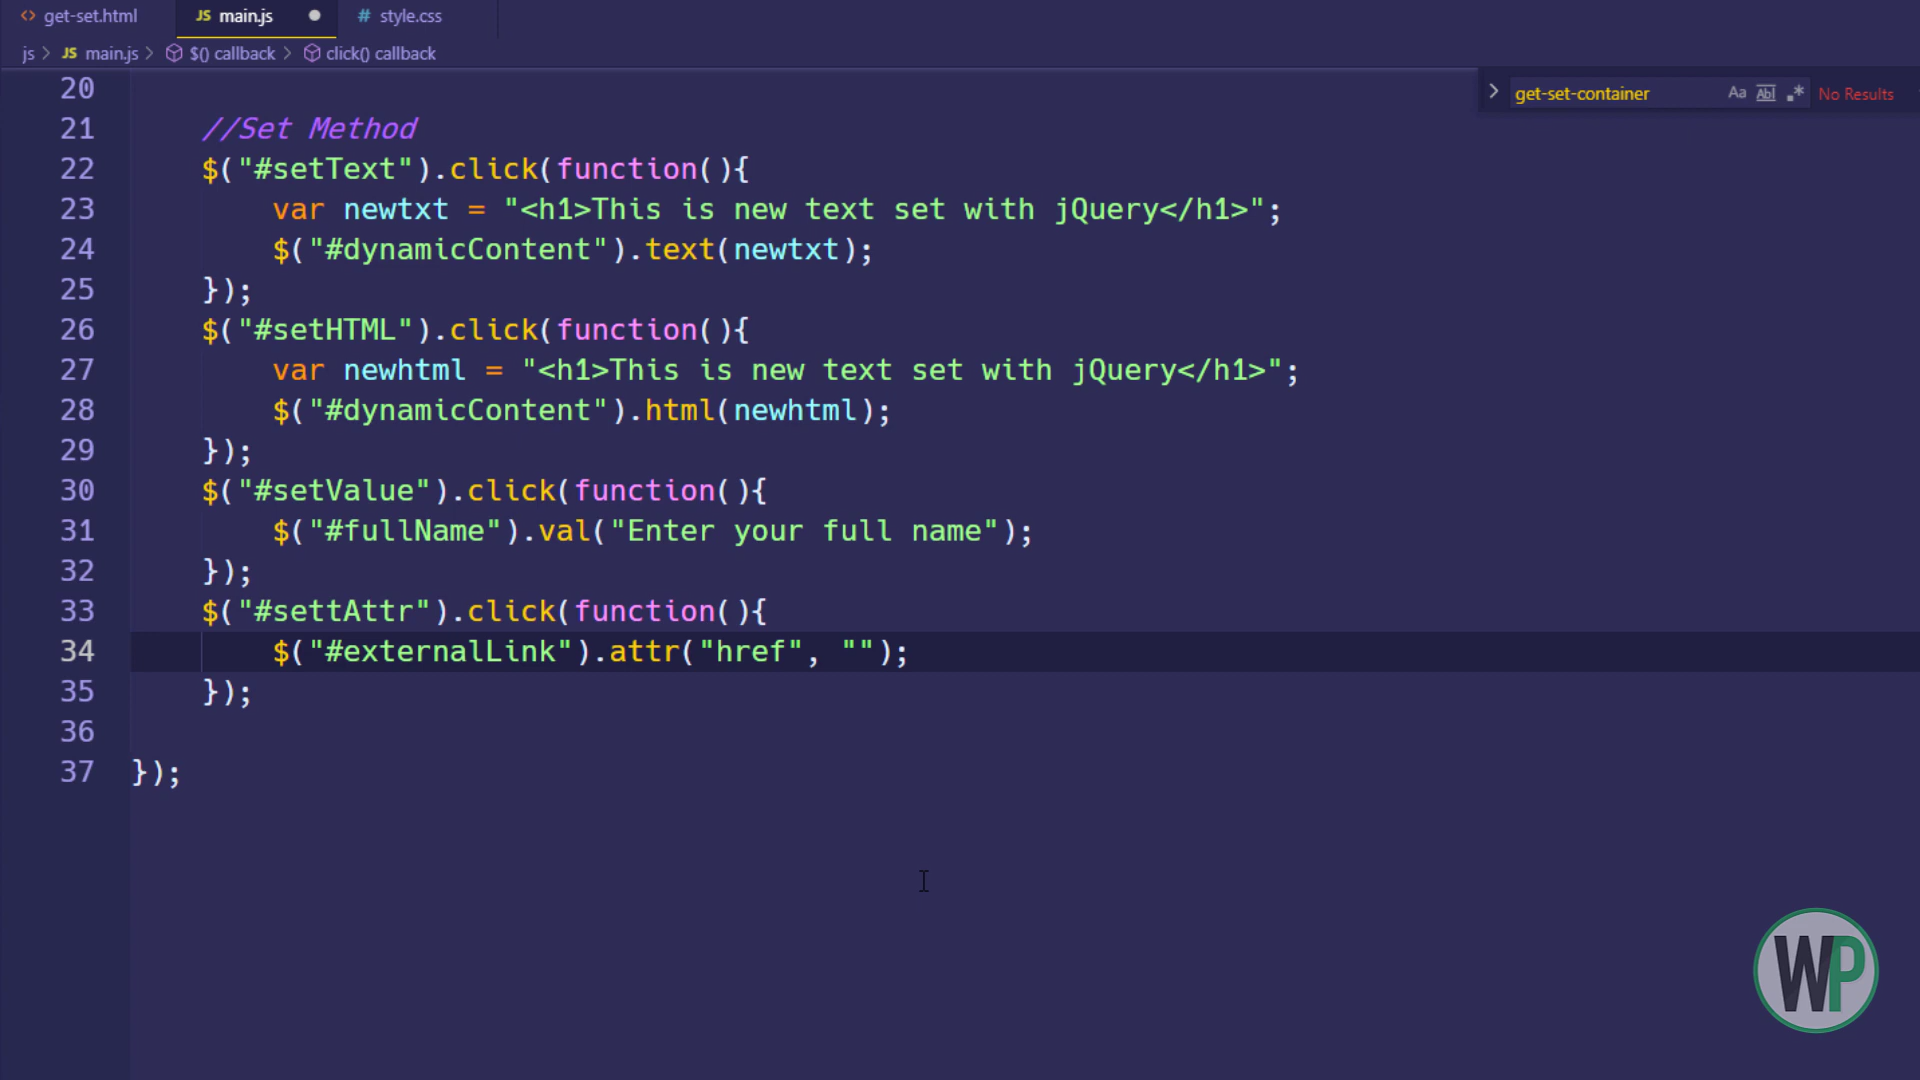 get-set.html
JS main.js
# style.css
js > JS main.js > $() callback > click() callback
get-set-container Aa Abl .* No Results
20
21 //Set Method
22 $("#setText").click(function(){
23 var newtxt = "<h1>This is new text set with jQuery</h1>";
24 $("#dynamicContent").text(newtxt);
25 });
26 $("#setHTML").click(function(){
27 var newhtml = "<h1>This is new text set with jQuery</h1>";
28 $("#dynamicContent").html(newhtml);
29 });
30 $("#setValue").click(function(){
31 $("#fullName").val("Enter your full name");
32 });
33 $("#settAttr").click(function(){
34 $("#externalLink").attr("href", "");
35 });
36
37 });
WP